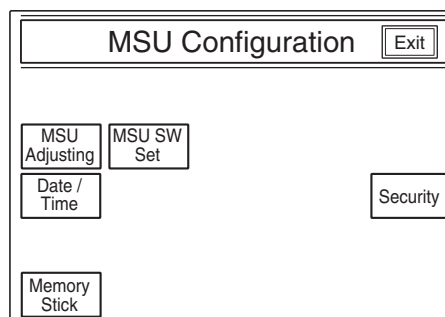 MSU Configuration Exit
MSU MSU SW
Adjusting Set
Date /
Time
Security
Memory
Stick